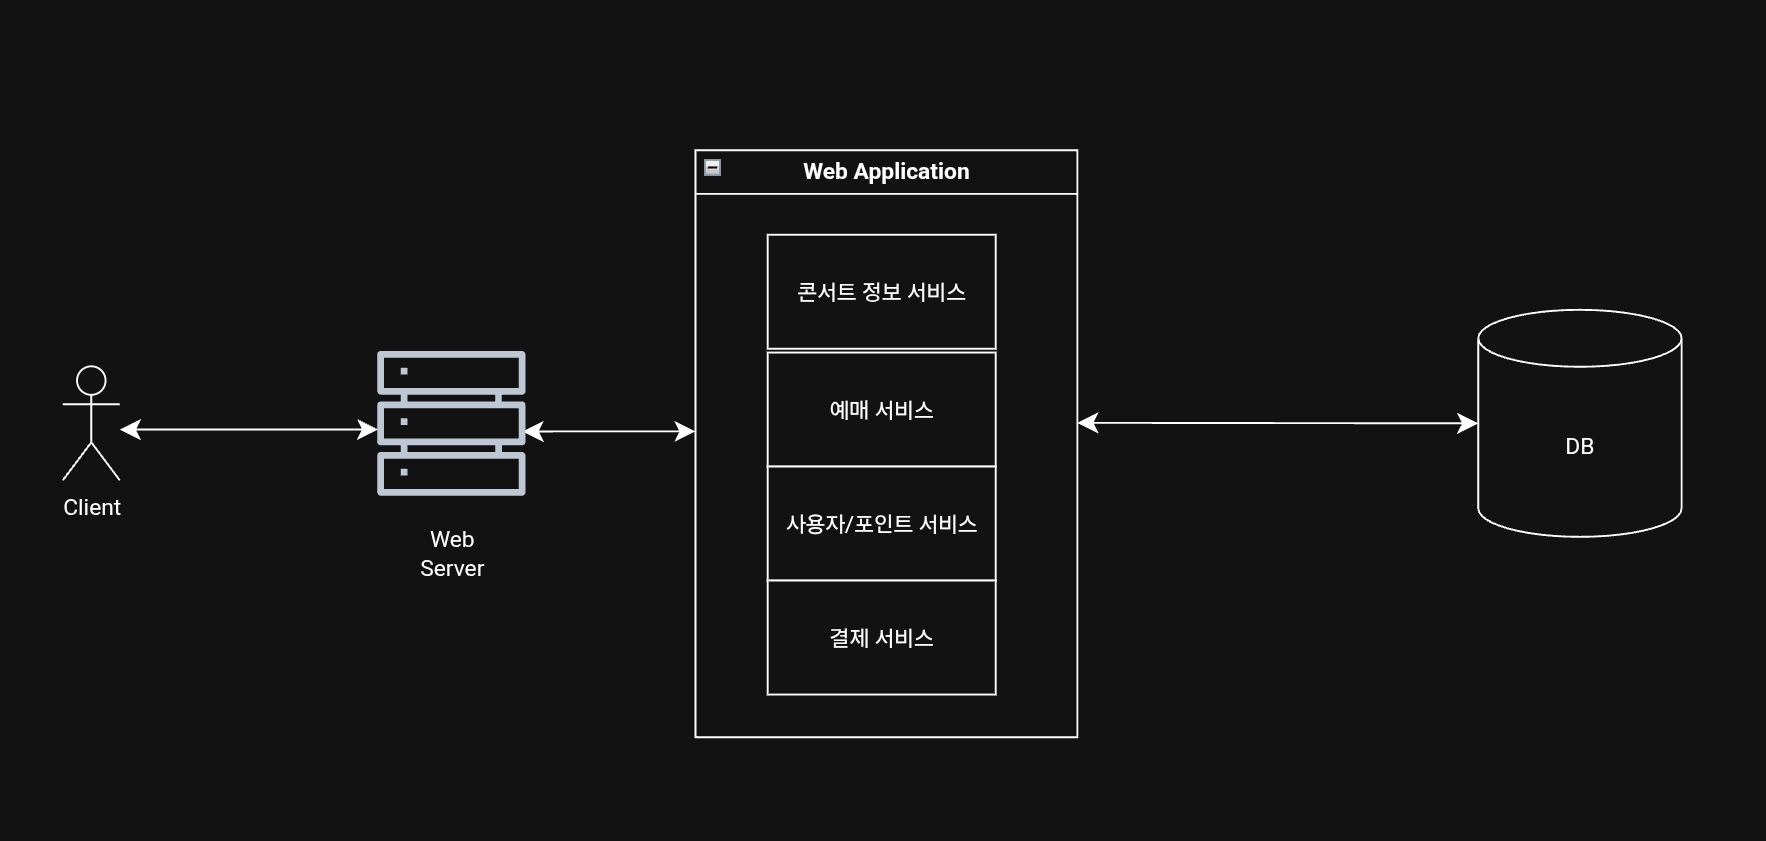 Web Application
콘서트 정보 서비스
예매 서비스
사용자/포인트 서비스
결제 서비스
Client
Web
Server
DB